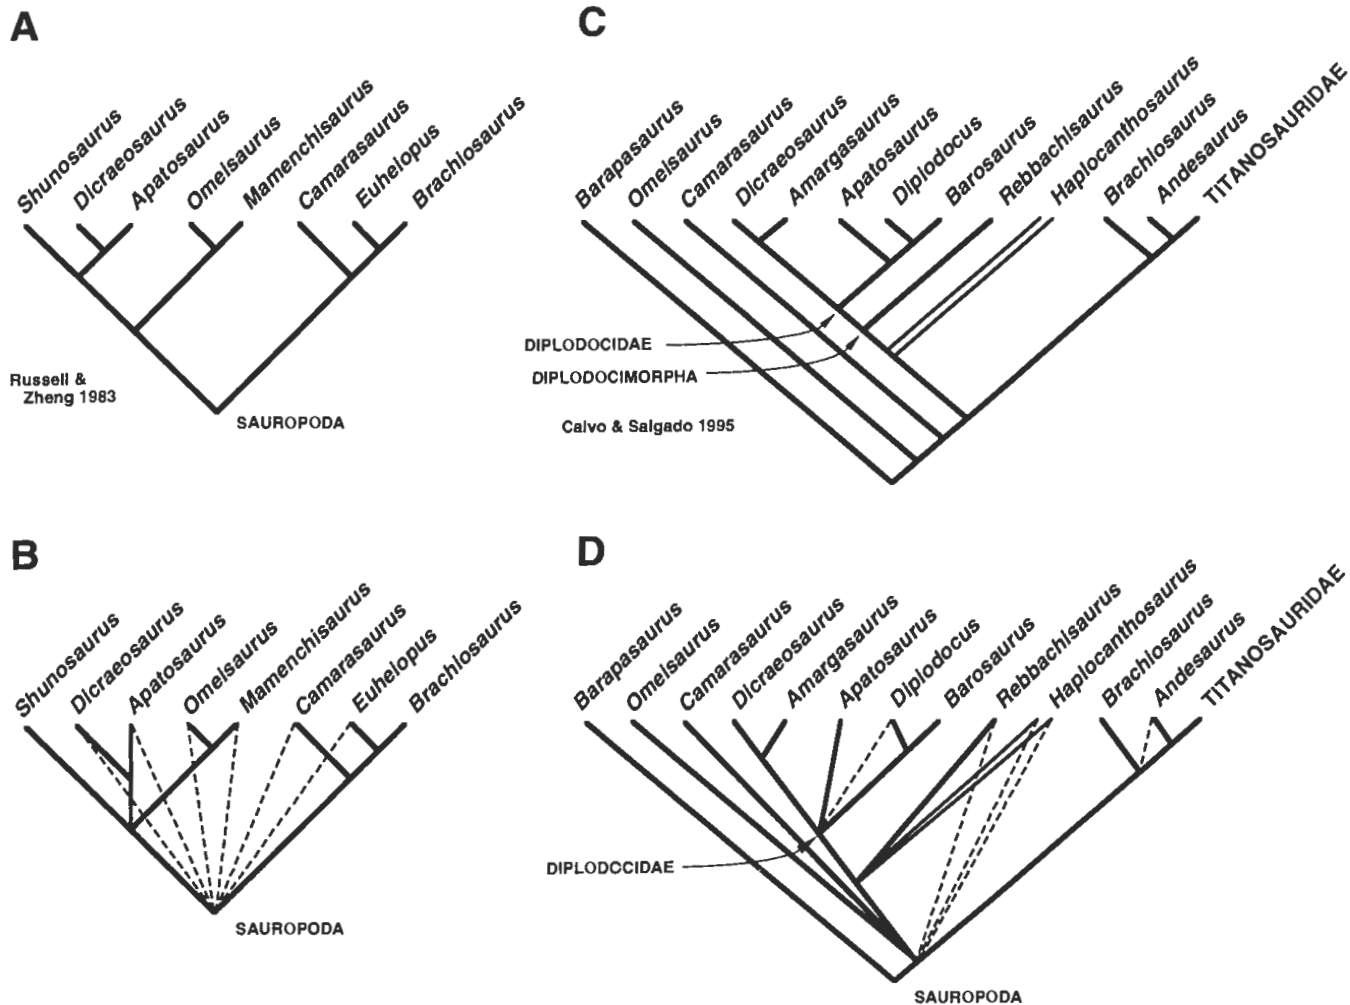 A
Shunosaurus
Dicraeosaurus
Apatosaurus
Omeisaurus
Mamenchisaurus
Camarasaurus
Euhelopus
Brachiosaurus
Russell &
Zheng 1983
SAUROPODA
C
Barapasaurus
Omeisaurus
Camarasaurus
Dicraeosaurus
Amargasaurus
Apatosaurus
Diplodocus
Barosaurus
Rebbachisaurus
Haplocanthosaurus
Brachiosaurus
Andesaurus
TITANOSAURIDAE
DIPLODOCIDAE
DIPLODOCIMORPHA
Calvo & Salgado 1995
B
Shunosaurus
Dicraeosaurus
Apatosaurus
Omeisaurus
Mamenchisaurus
Camarasaurus
Euhelopus
Brachiosaurus
SAUROPODA
D
Barapasaurus
Omeisaurus
Camarasaurus
Dicraeosaurus
Amargasaurus
Apatosaurus
Diplodocus
Barosaurus
Rebbachisaurus
Haplocanthosaurus
Brachiosaurus
Andesaurus
TITANOSAURIDAE
DIPLODCCIDAE
SAUROPODA